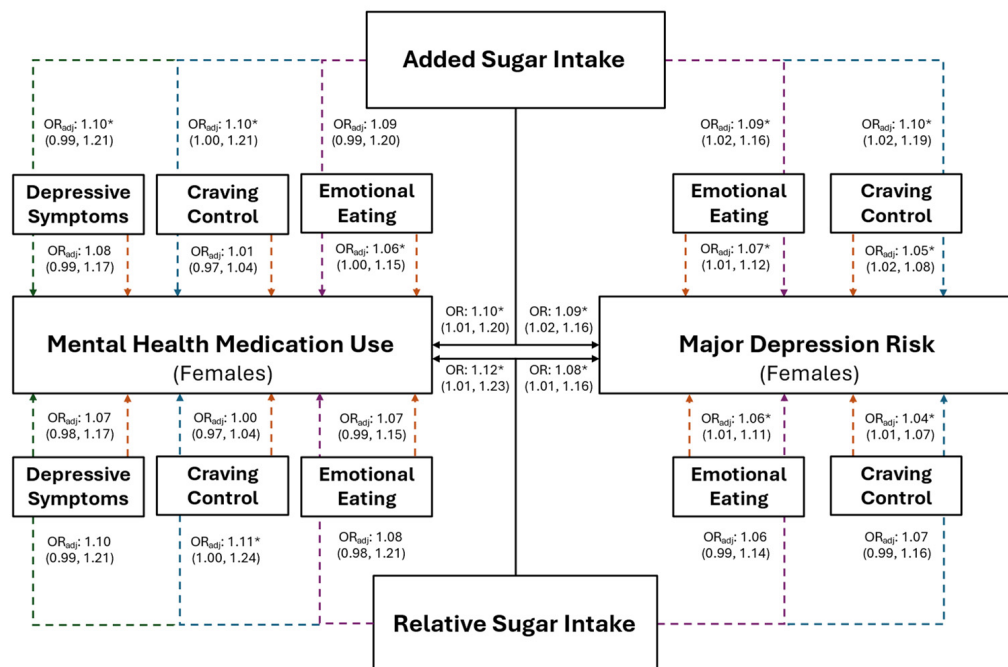 Added Sugar Intake
ORadj: 1.10*
(0.99, 1.21)
ORadj: 1.10*
(1.00, 1.21)
ORadj: 1.09
(0.99, 1.20)
ORadj: 1.09*
(1.02, 1.16)
ORadj: 1.10*
(1.02, 1.19)
Depressive
Symptoms
Craving
Control
Emotional
Eating
Emotional
Eating
Craving
Control
ORadj: 1.08
(0.99, 1.17)
ORadj: 1.01
(0.97, 1.04)
ORadj: 1.06*
(1.00, 1.15)
ORadj: 1.07*
(1.01, 1.12)
ORadj: 1.05*
(1.02, 1.08)
Mental Health Medication Use
(Females)
OR: 1.10*
(1.01, 1.20)
OR: 1.09*
(1.02, 1.16)
OR: 1.12*
(1.01, 1.23)
OR: 1.08*
(1.01, 1.16)
Major Depression Risk
(Females)
ORadj: 1.07
(0.98, 1.17)
ORadj: 1.00
(0.97, 1.04)
ORadj: 1.07
(0.99, 1.15)
ORadj: 1.06*
(1.01, 1.11)
ORadj: 1.04*
(1.01, 1.07)
Depressive
Symptoms
Craving
Control
Emotional
Eating
Emotional
Eating
Craving
Control
ORadj: 1.10
(0.99, 1.21)
ORadj: 1.11*
(1.00, 1.24)
ORadj: 1.08
(0.98, 1.21)
ORadj: 1.06
(0.99, 1.14)
ORadj: 1.07
(0.99, 1.16)
Relative Sugar Intake